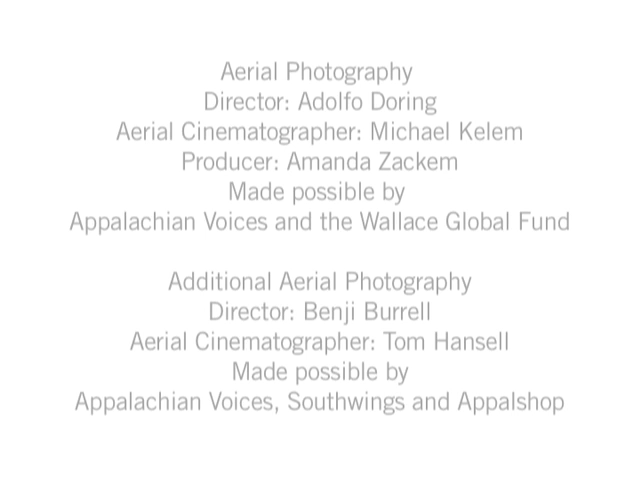 Aerial Photography
Director: Adolfo Doring
Aerial Cinematographer: Michael Kelem
Producer: Amanda Zackem
Made possible by
Appalachian Voices and the Wallace Global Fund
Additional Aerial Photography
Director: Benji Burrell
Aerial Cinematographer: Tom Hansell
Made possible by
Appalachian Voices, Southwings and Appalshop